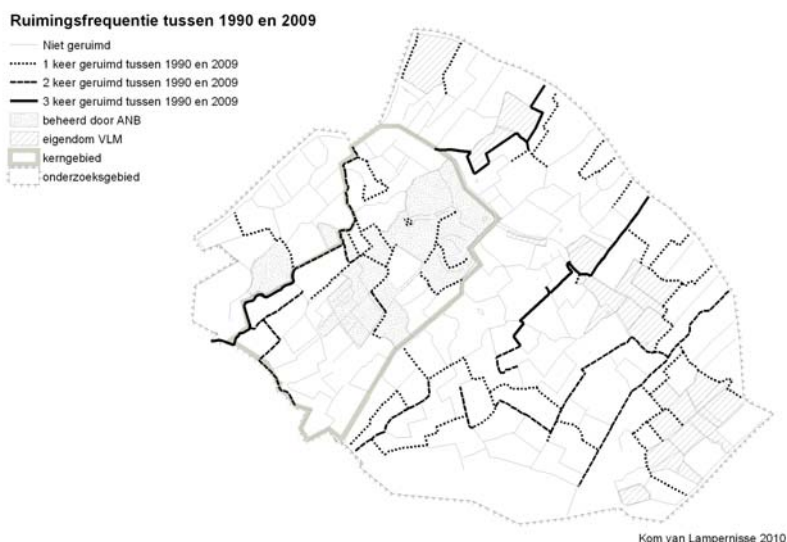 Ruimingsfrequentie tussen 1990 en 2009
Niet geruimd
1 keer geruimd tussen 1990 en 2009
2 keer geruimd tussen 1990 en 2009
3 keer geruimd tussen 1990 en 2009
beheerd door ANB
eigendom VLM
kerngebied
onderzoeksgebied
Kom van Lampernisse 2010